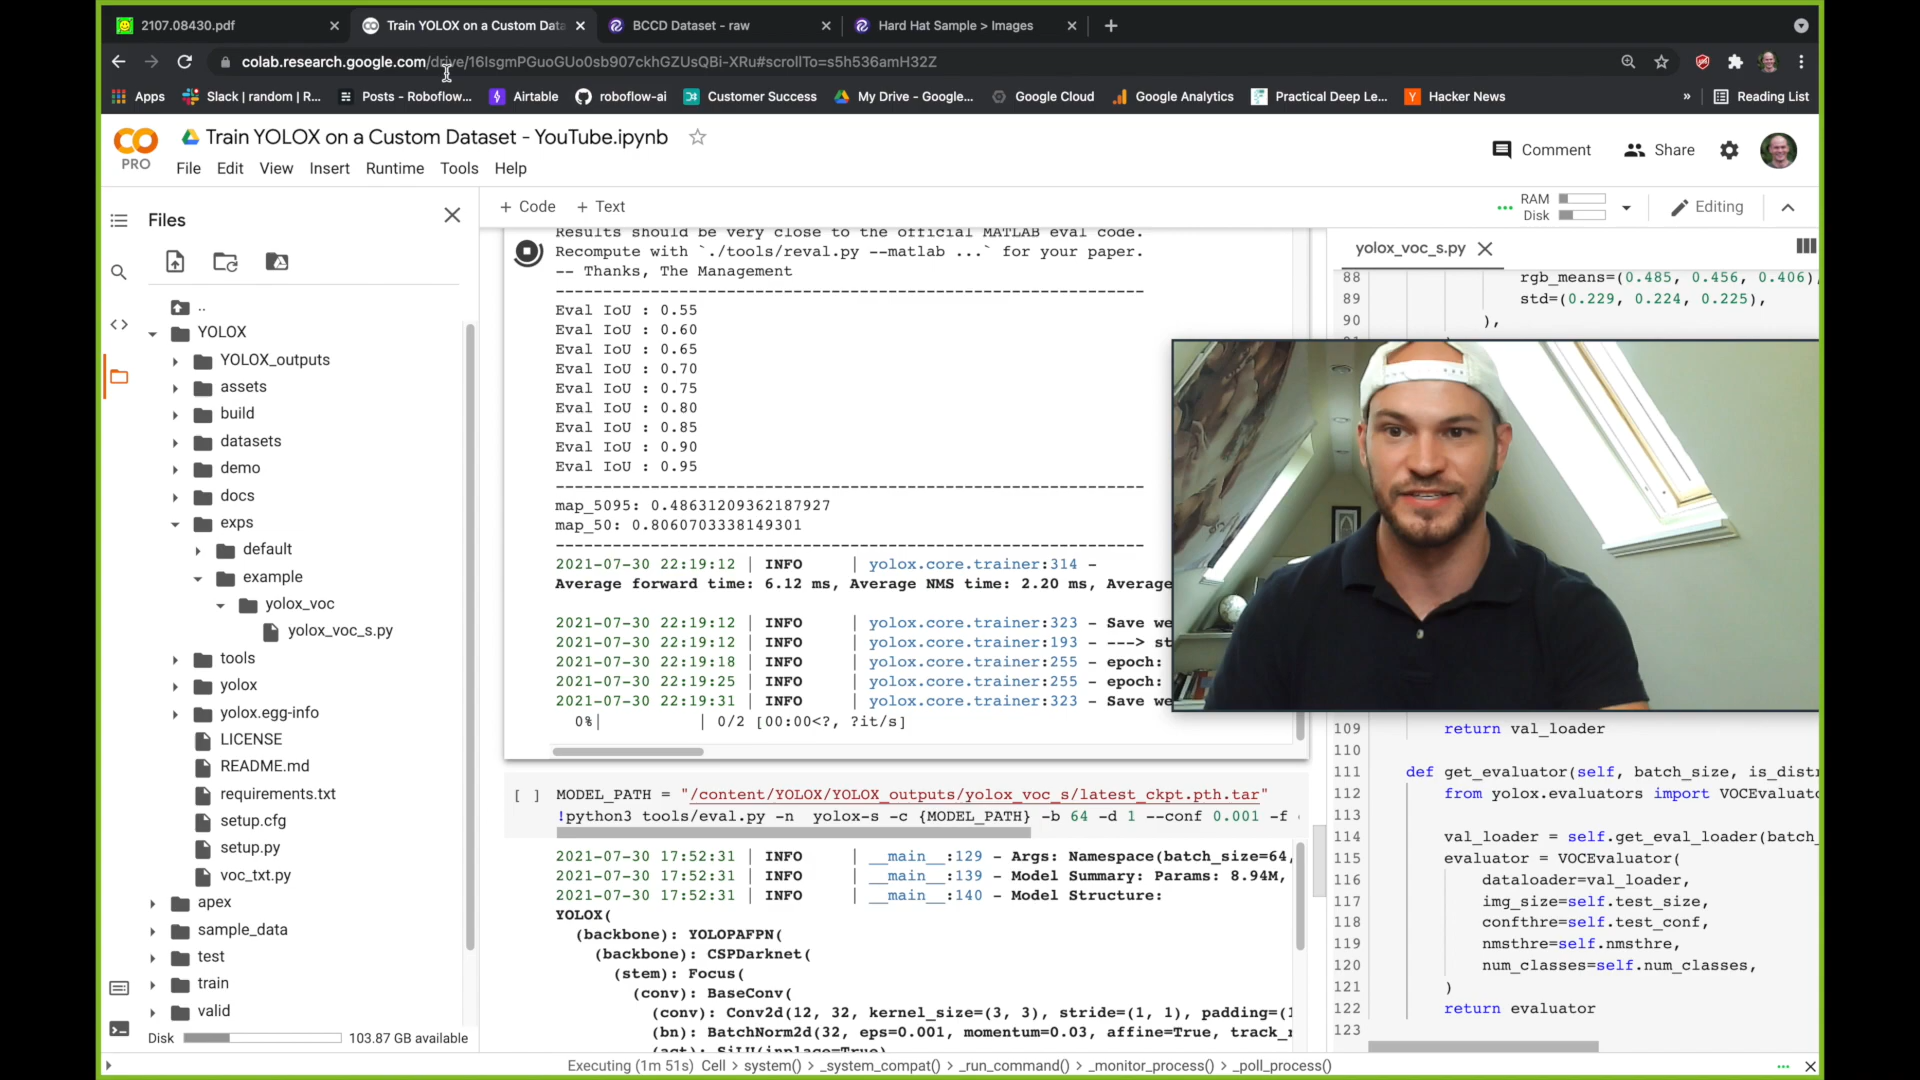 2107.08430.pdf
Train YOLOX on a Custom Data
BCCD Dataset - raw
Hard Hat Sample > Images
colab.research.google.com/drive/16lsgmPGuoGUo0sb907ckhGZUsQBi-XRu#scrollTo=s5h536amH32Z
Apps
Slack | random | R...
Posts - Roboflow...
Airtable
roboflow-ai
Customer Success
My Drive - Google...
Google Cloud
Google Analytics
Practical Deep Le...
Hacker News
»
Reading List
CO
PRO
Train YOLOX on a Custom Dataset - YouTube.ipynb
Comment
Share
File Edit View Insert Runtime Tools Help
Files
+ Code + Text
RAM
Disk
Editing
..
YOLOX
YOLOX_outputs
assets
build
datasets
demo
docs
exps
default
example
yolox_voc
yolox_voc_s.py
tools
yolox
yolox.egg-info
LICENSE
README.md
requirements.txt
setup.cfg
setup.py
voc_txt.py
apex
sample_data
test
train
valid
Disk 103.87 GB available
Results should be very close to the official MATLAB eval code.
Recompute with `./tools/reval.py --matlab ...` for your paper.
-- Thanks, The Management
--------------------------------------------------------------
Eval IoU : 0.55
Eval IoU : 0.60
Eval IoU : 0.65
Eval IoU : 0.70
Eval IoU : 0.75
Eval IoU : 0.80
Eval IoU : 0.85
Eval IoU : 0.90
Eval IoU : 0.95
--------------------------------------------------------------
map_5095: 0.48631209362187927
map_50: 0.8060703338149301
--------------------------------------------------------------
2021-07-30 22:19:12 | INFO | yolox.core.trainer:314 -
Average forward time: 6.12 ms, Average NMS time: 2.20 ms, Average
2021-07-30 22:19:12 | INFO | yolox.core.trainer:323 - Save we
2021-07-30 22:19:12 | INFO | yolox.core.trainer:193 - ---> st
2021-07-30 22:19:18 | INFO | yolox.core.trainer:255 - epoch:
2021-07-30 22:19:25 | INFO | yolox.core.trainer:255 - epoch:
2021-07-30 22:19:31 | INFO | yolox.core.trainer:323 - Save we
0%| | 0/2 [00:00<?, ?it/s]
[ ] MODEL_PATH = "/content/YOLOX/YOLOX_outputs/yolox_voc_s/latest_ckpt.pth.tar"
!python3 tools/eval.py -n yolox-s -c {MODEL_PATH} -b 64 -d 1 --conf 0.001 -f
2021-07-30 17:52:31 | INFO | __main__:129 - Args: Namespace(batch_size=64,
2021-07-30 17:52:31 | INFO | __main__:139 - Model Summary: Params: 8.94M,
2021-07-30 17:52:31 | INFO | __main__:140 - Model Structure:
YOLOX(
(backbone): YOLOPAFPN(
(backbone): CSPDarknet(
(stem): Focus(
(conv): BaseConv(
(conv): Conv2d(12, 32, kernel_size=(3, 3), stride=(1, 1), padding=(1
(bn): BatchNorm2d(32, eps=0.001, momentum=0.03, affine=True, track_r
(act): SiLU(inplace=True)
yolox_voc_s.py
88 rgb_means=(0.485, 0.456, 0.406),
89 std=(0.229, 0.224, 0.225),
90 ),
109 return val_loader
110
111 def get_evaluator(self, batch_size, is_distr
112 from yolox.evaluators import VOCEvaluato
113
114 val_loader = self.get_eval_loader(batch_
115 evaluator = VOCEvaluator(
116 dataloader=val_loader,
117 img_size=self.test_size,
118 confthre=self.test_conf,
119 nmsthre=self.nmsthre,
120 num_classes=self.num_classes,
121 )
122 return evaluator
123
Executing (1m 51s) Cell > system() > _system_compat() > _run_command() > _monitor_process() > _poll_process()